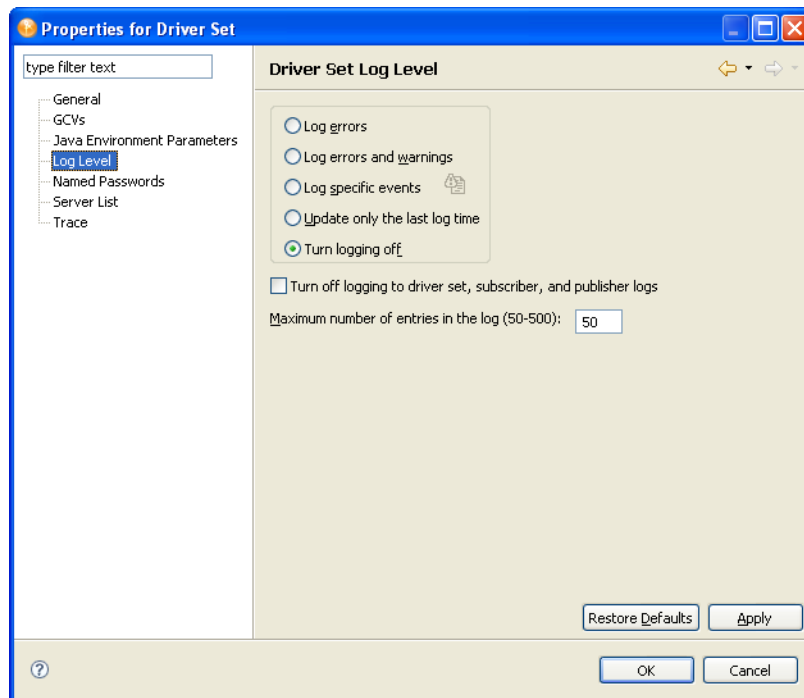 Properties for Driver Set
type filter text
General
GCVs
Java Environment Parameters
Log Level
Named Passwords
Server List
Trace
Driver Set Log Level
Log errors
Log errors and warnings
Log specific events
Update only the last log time
Turn logging off
Turn off logging to driver set, subscriber, and publisher logs
Maximum number of entries in the log (50-500): 50
Restore Defaults Apply
? OK Cancel